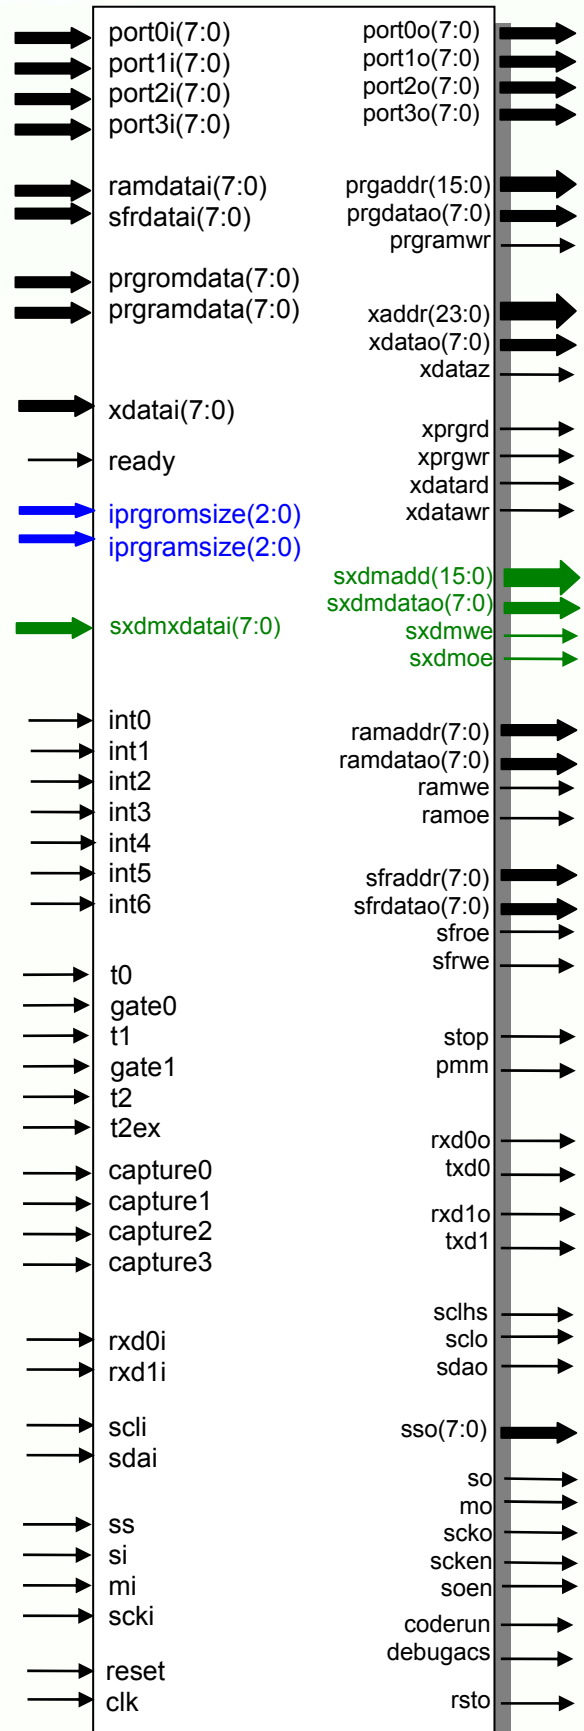 port0i(7:0)
port1i(7:0)
port2i(7:0)
port3i(7:0)
ramdatai(7:0)
sfrdatai(7:0)
prgromdata(7:0)
prgramdata(7:0)
xdatai(7:0)
ready
iprgromsize(2:0)
iprgramsize(2:0)
sxdmxdatai(7:0)
int0
int1
int2
int3
int4
int5
int6
t0
gate0
t1
gate1
t2
t2ex
capture0
capture1
capture2
capture3
rxd0i
rxd1i
scli
sdai
ss
si
mi
scki
reset
clk
port0o(7:0)
port1o(7:0)
port2o(7:0)
port3o(7:0)
prgaddr(15:0)
prgdatao(7:0)
prgramwr
xaddr(23:0)
xdatao(7:0)
xdataz
xprgrd
xprgwr
xdatard
xdatawr
sxdmadd(15:0)
sxdmdatao(7:0)
sxdmwe
sxdmoe
ramaddr(7:0)
ramdatao(7:0)
ramwe
ramoe
sfraddr(7:0)
sfrdatao(7:0)
sfroe
sfrwe
stop
pmm
rxd0o
txd0
rxd1o
txd1
sclhs
sclo
sdao
sso(7:0)
so
mo
scko
scken
soen
coderun
debugacs
rsto